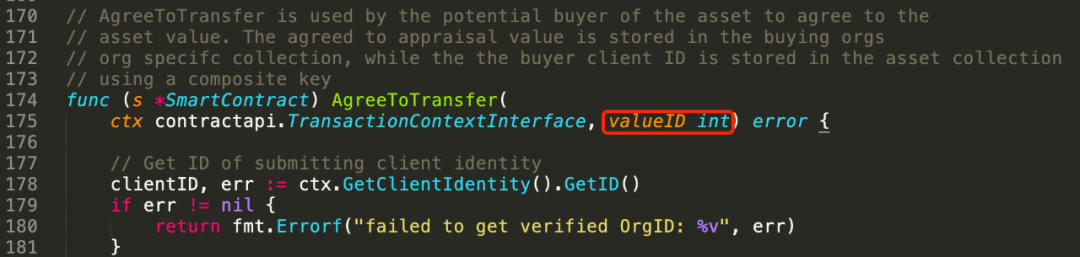 170 // AgreeToTransfer is used by the potential buyer of the asset to agree to the
171 // asset value. The agreed to appraisal value is stored in the buying orgs
172 // org specifc collection, while the the buyer client ID is stored in the asset collection
173 // using a composite key
174 func (s *SmartContract) AgreeToTransfer(
175 ctx contractapi.TransactionContextInterface, valueID int) error {
176
177 // Get ID of submitting client identity
178 clientID, err := ctx.GetClientIdentity().GetID()
179 if err != nil {
180 return fmt.Errorf("failed to get verified OrgID: %v", err)
181 }